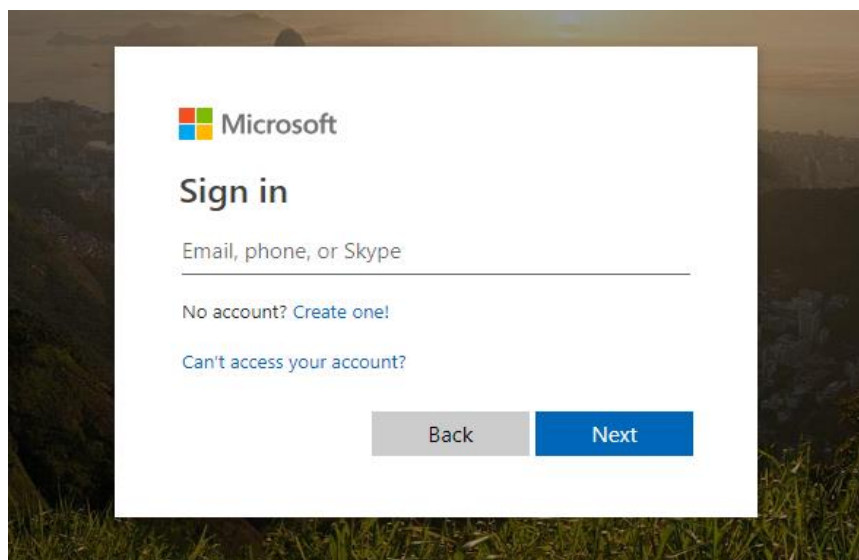 Microsoft
Sign in
Email, phone, or Skype
No account? Create one!
Can't access your account?
Back Next